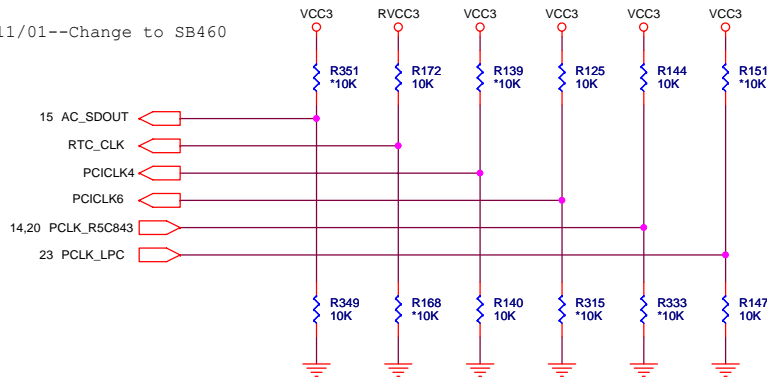 11/01--Change to SB460
VCC3 RVCC3 VCC3 VCC3 VCC3 VCC3
R351 R172 R139 R125 R144 R151
*10K 10K *10K 10K 10K *10K
15 AC_SDOUT
RTC_CLK
PCICLK4
PCICLK6
14,20 PCLK_R5C843
23 PCLK_LPC
R349 R168 R140 R315 R333 R147
10K *10K 10K *10K *10K 10K